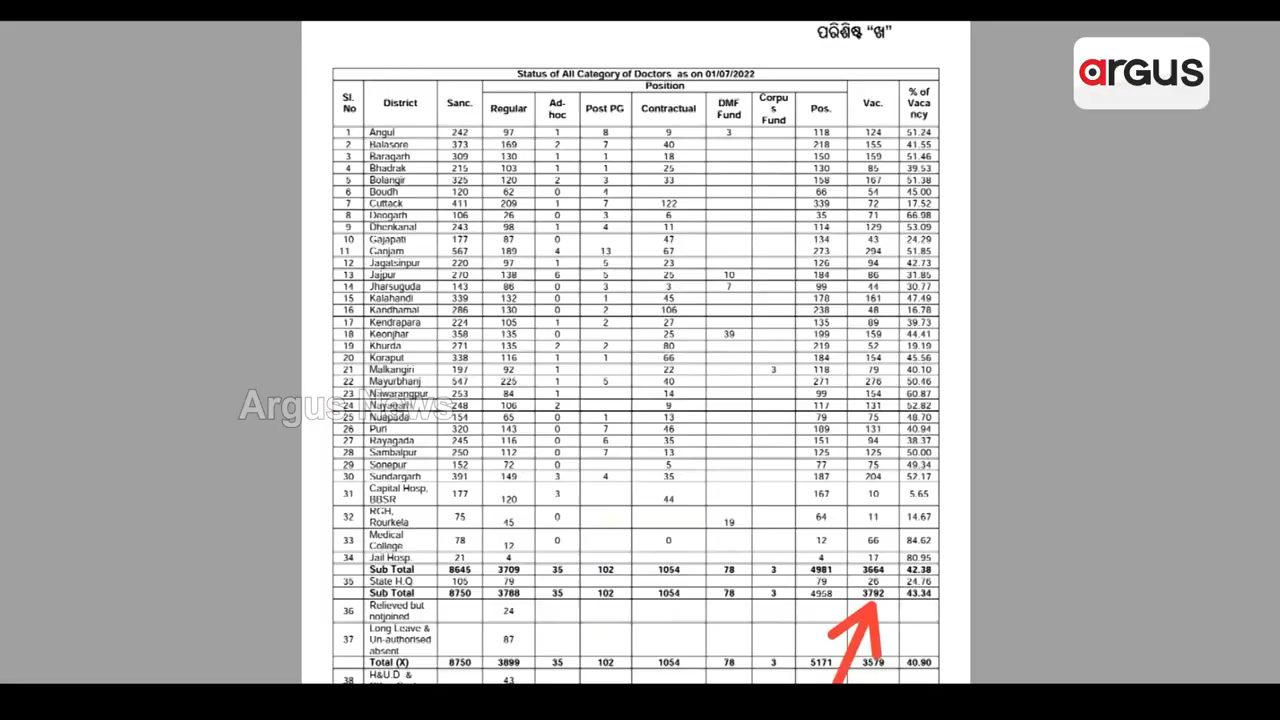 ପରିଶିଷ୍ଟ “ଖ”
argus
Status of All Category of Doctors as on 01/07/2022
Sl. No District Sanc. Position Vac. % of Vaca ncy
Regular Ad-hoc Post PG Contractual DMF Fund Corpu s Fund Pos.
1 Angul 242 97 1 8 9 3 118 124 51.24
2 Balasore 373 169 2 7 40 218 155 41.55
3 Baragarh 309 130 1 1 18 150 159 51.46
4 Bhadrak 215 103 1 1 25 130 85 39.53
5 Bolangir 325 120 2 3 33 158 167 51.38
6 Boudh 120 62 0 4 66 54 45.00
7 Cuttack 411 209 1 7 122 339 72 17.52
8 Deogarh 106 26 0 3 6 35 71 66.98
9 Dhenkanal 243 98 1 4 11 114 129 53.09
10 Gajapati 177 87 0 47 134 43 24.29
11 Ganjam 567 189 4 13 67 273 294 51.85
12 Jagatsinpur 220 97 1 5 23 126 94 42.73
13 Jajpur 270 138 6 5 25 10 184 86 31.85
14 Jharsuguda 143 86 0 3 3 7 99 44 30.77
15 Kalahandi 339 132 0 1 45 178 161 47.49
16 Kandhamal 286 130 0 2 106 238 48 16.78
17 Kendrapara 224 105 1 2 27 135 89 39.73
18 Keonjhar 358 135 0 25 39 199 159 44.41
19 Khurda 271 135 2 2 80 219 52 19.19
20 Koraput 338 116 1 1 66 184 154 45.56
21 Malkangiri 197 92 1 22 3 118 79 40.10
22 Mayurbhanj 547 225 1 5 40 271 276 50.46
23 Nawarangpur 253 84 1 14 99 154 60.87
Argus News
24 Nayagarh 248 106 2 9 117 131 52.82
25 Nuapada 154 65 0 1 13 79 75 48.70
26 Puri 320 143 0 7 46 189 131 40.94
27 Rayagada 245 116 0 6 35 151 94 38.37
28 Sambalpur 250 112 0 7 13 125 125 50.00
29 Sonepur 152 72 0 5 77 75 49.34
30 Sundargarh 391 149 3 4 35 187 204 52.17
31 Capital Hosp, BBSR 177 120 3 44 167 10 5.65
32 RGH, Rourkela 75 45 0 19 64 11 14.67
33 Medical College 78 12 0 0 12 66 84.62
34 Jail Hosp. 21 4 4 17 80.95
Sub Total 8645 3709 35 102 1054 78 3 4981 3664 42.38
35 State H.Q 105 79 79 26 24.76
Sub Total 8750 3788 35 102 1054 78 3 4958 3792 43.34
36 Relieved but notjoined 24
37 Long Leave & Un-authorised absent 87
Total (X) 8750 3899 35 102 1054 78 3 5171 3579 40.90
38 H&U.D & 43